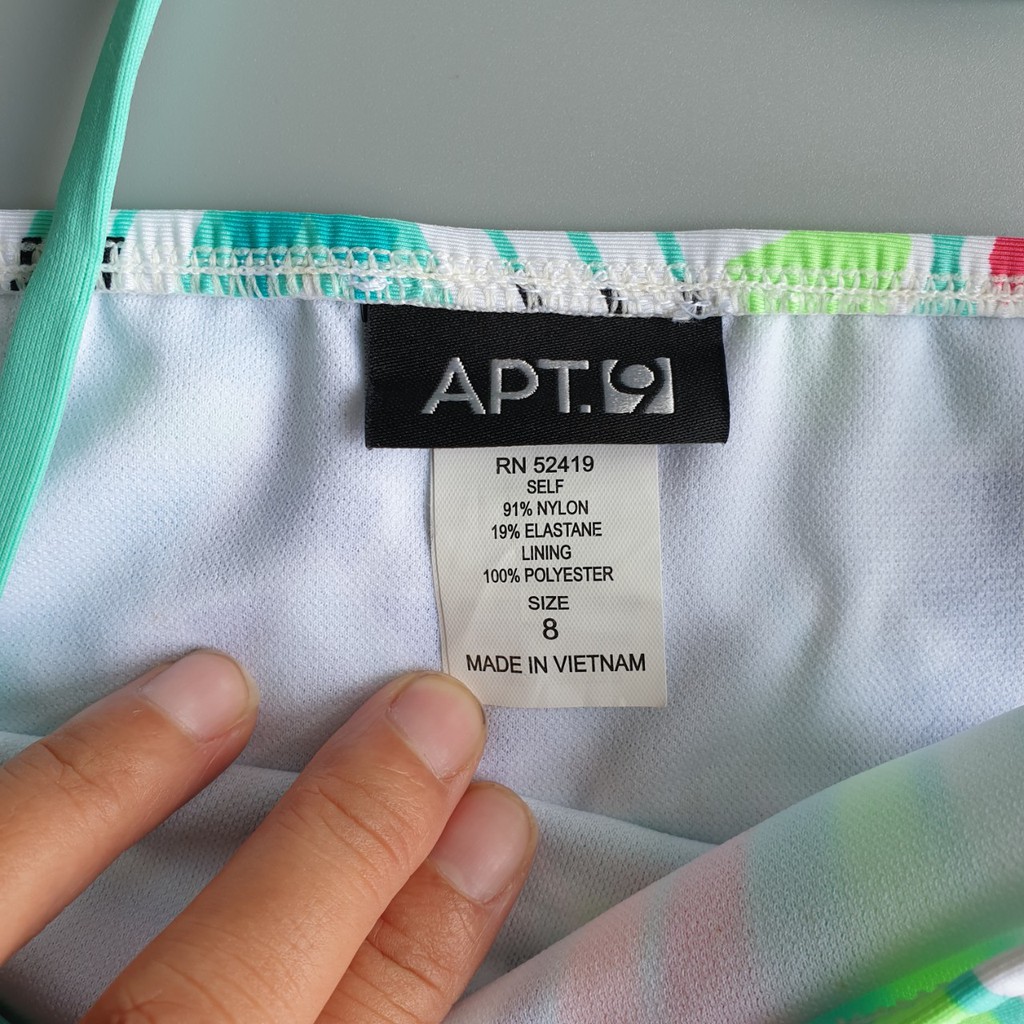 APT.9
RN 52419
SELF
91% NYLON
19% ELASTANE
LINING
100% POLYESTER
SIZE
8
MADE IN VIETNAM